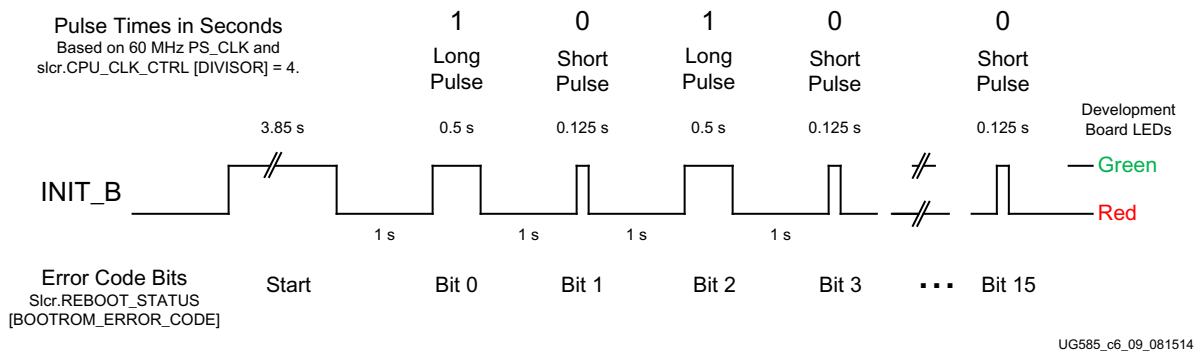 Pulse Times in Seconds
Based on 60 MHz PS_CLK and
slcr.CPU_CLK_CTRL [DIVISOR] = 4.
1 0 1 0 0
Long Short Long Short Short
Pulse Pulse Pulse Pulse Pulse
Development
Board LEDs
3.85 s 0.5 s 0.125 s 0.5 s 0.125 s 0.125 s
Green
INIT_B
Red
1 s 1 s 1 s 1 s
Error Code Bits
Slcr.REBOOT_STATUS
[BOOTROM_ERROR_CODE]
Start Bit 0 Bit 1 Bit 2 Bit 3 ... Bit 15
UG585_c6_09_081514